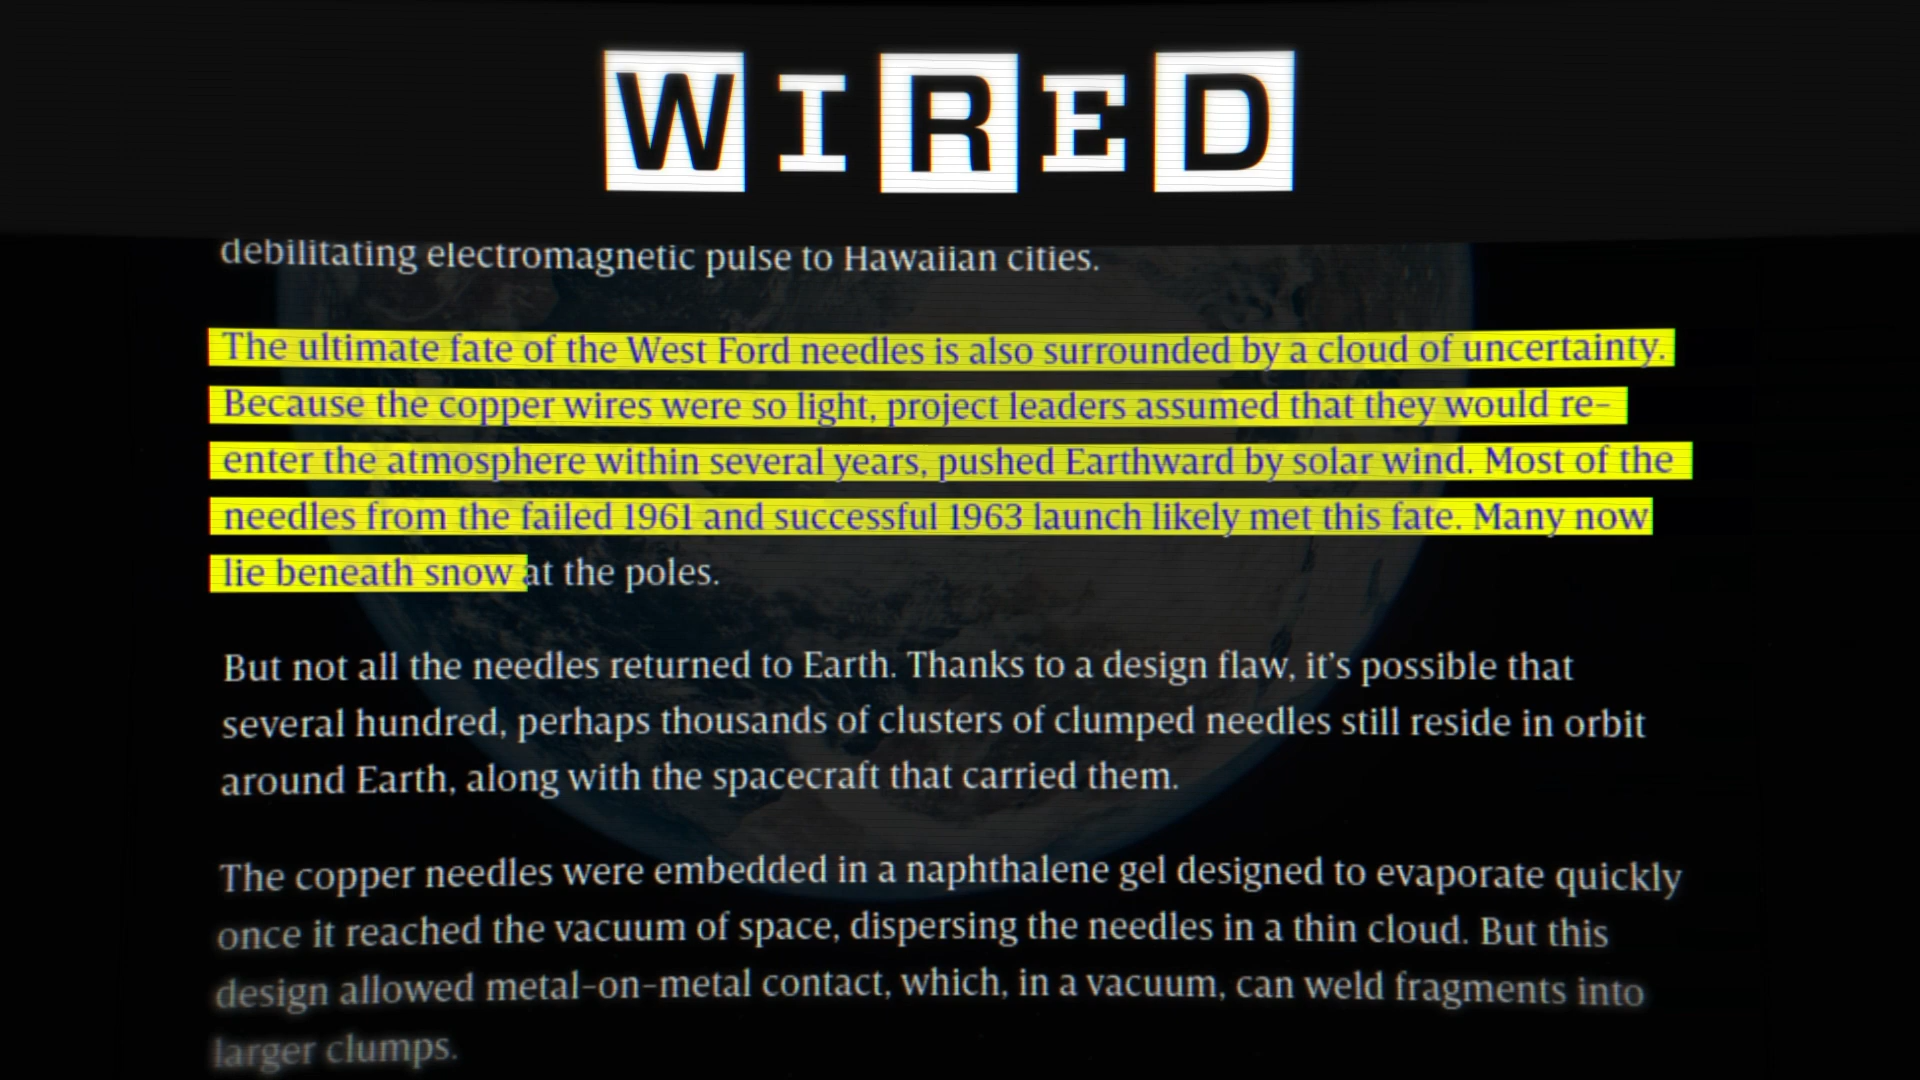 WIRED
debilitating electromagnetic pulse to Hawaiian cities.
The ultimate fate of the West Ford needles is also surrounded by a cloud of uncertainty.
Because the copper wires were so light, project leaders assumed that they would re-
enter the atmosphere within several years, pushed Earthward by solar wind. Most of the
needles from the failed 1961 and successful 1963 launch likely met this fate. Many now
lie beneath snow at the poles.
But not all the needles returned to Earth. Thanks to a design flaw, it's possible that
several hundred, perhaps thousands of clusters of clumped needles still reside in orbit
around Earth, along with the spacecraft that carried them.
The copper needles were embedded in a naphthalene gel designed to evaporate quickly
once it reached the vacuum of space, dispersing the needles in a thin cloud. But this
design allowed metal-on-metal contact, which, in a vacuum, can weld fragments into
larger clumps.